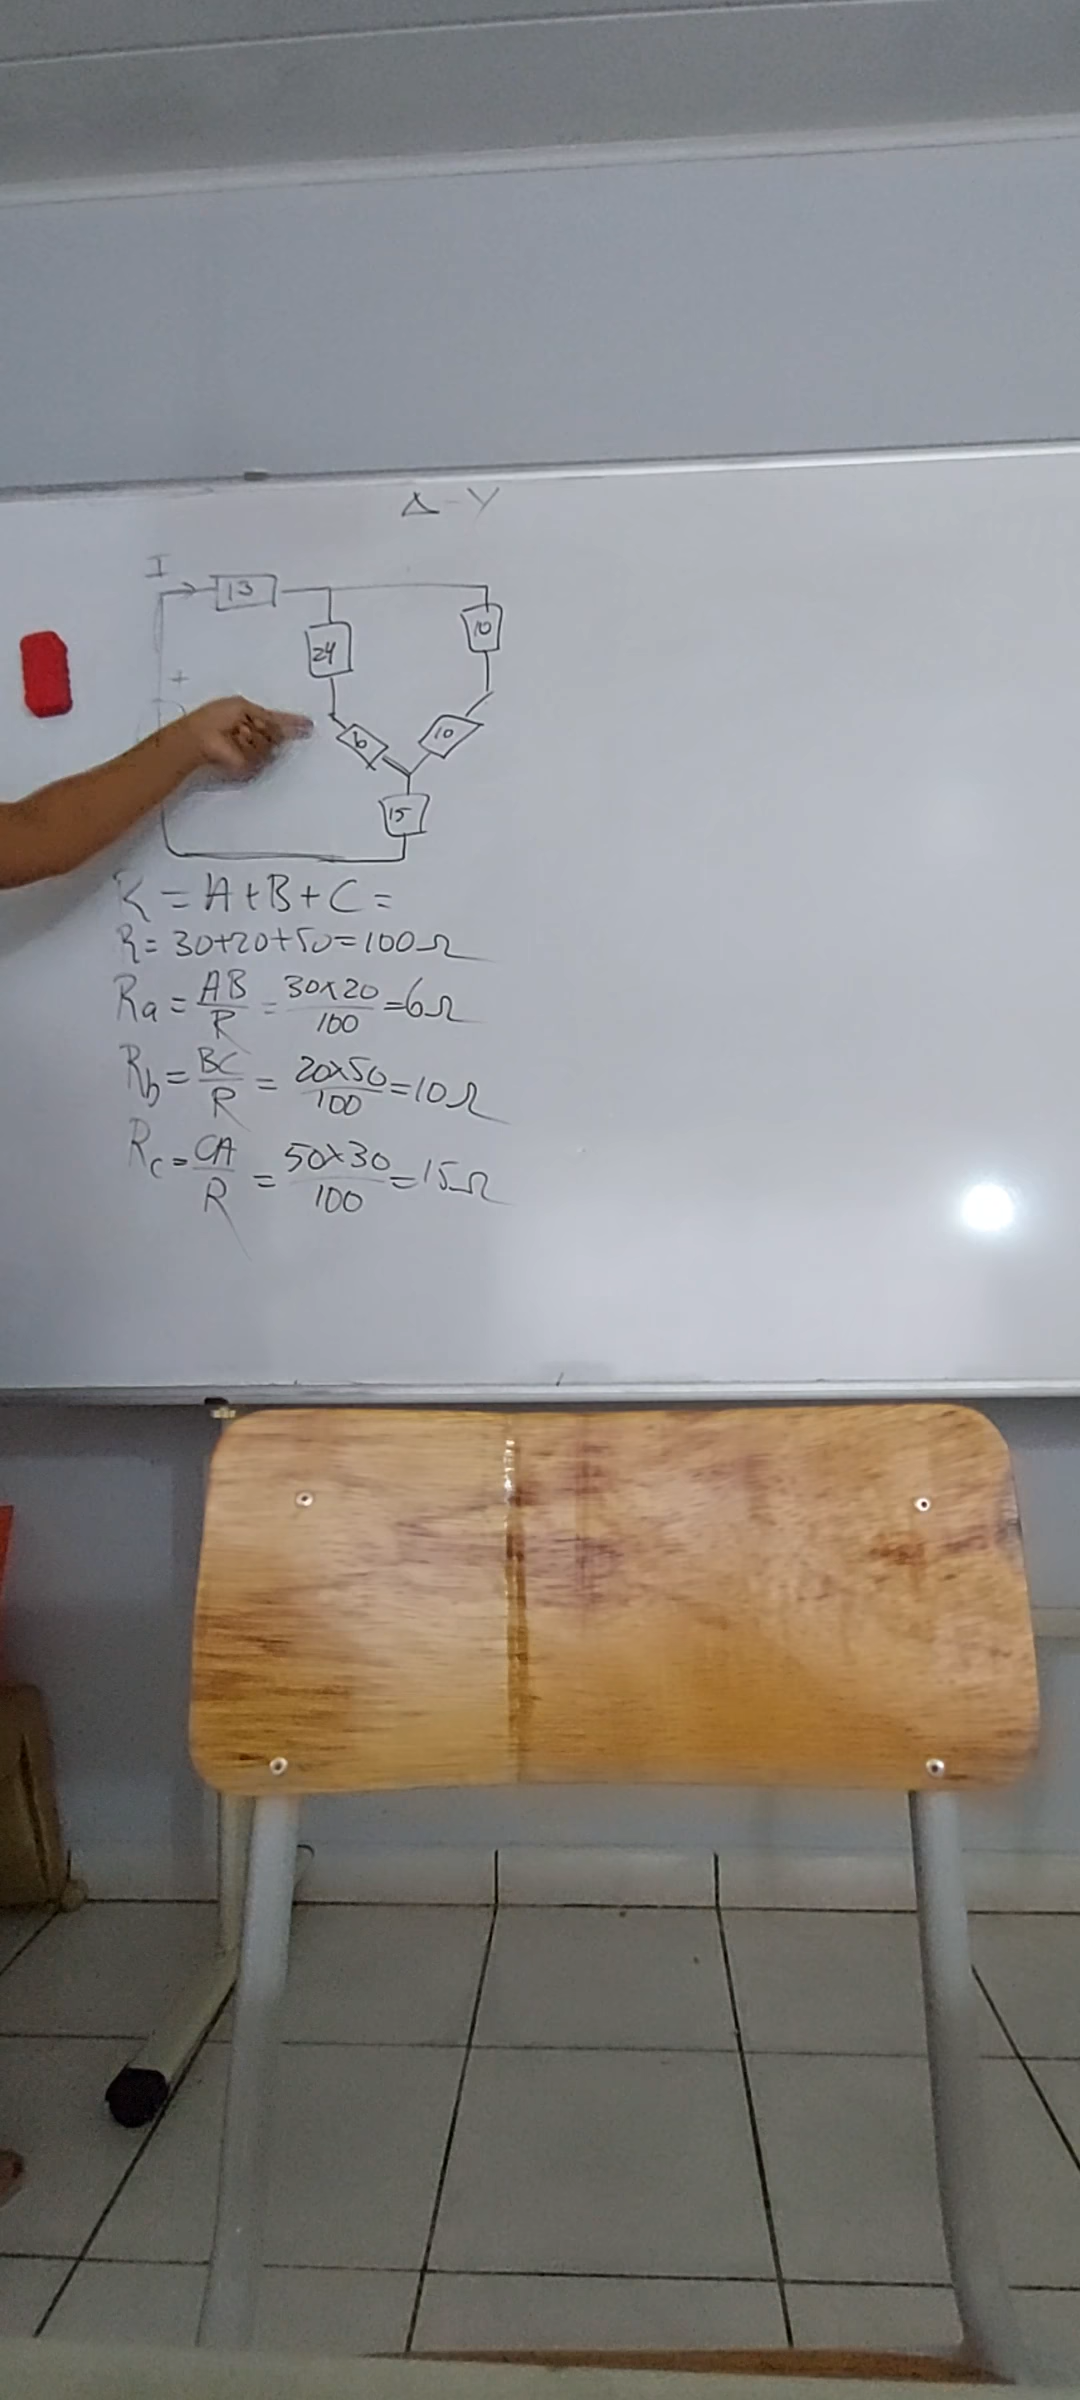 Δ-Y
I
13
24
10
+
6
10
15
R = A+B+C =
R= 30+20+50=100Ω
Ra = AB/R = 30x20/100 =6Ω
Rb = BC/R = 20x50/100 =10Ω
Rc = CA/R = 50x30/100 =15Ω